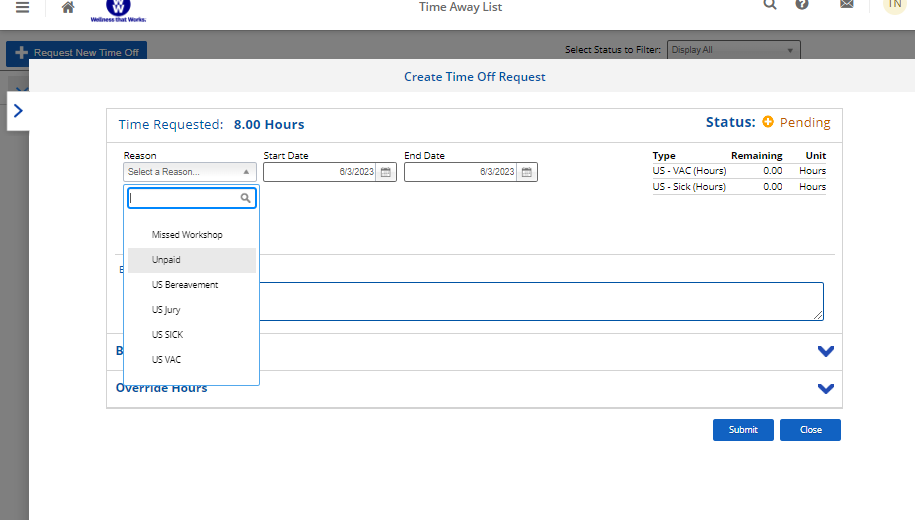 WW
Wellness that Works.
Time Away List
TN
Request New Time Off
Select Status to Filter: Display All
Create Time Off Request
Time Requested: 8.00 Hours
Status: Pending
Reason Start Date End Date
Select a Reason... 6/3/2023 6/3/2023
Type Remaining Unit
US - VAC (Hours) 0.00 Hours
US - Sick (Hours) 0.00 Hours
Missed Workshop
Unpaid
US Bereavement
US Jury
US SICK
US VAC
Override Hours
Submit Close